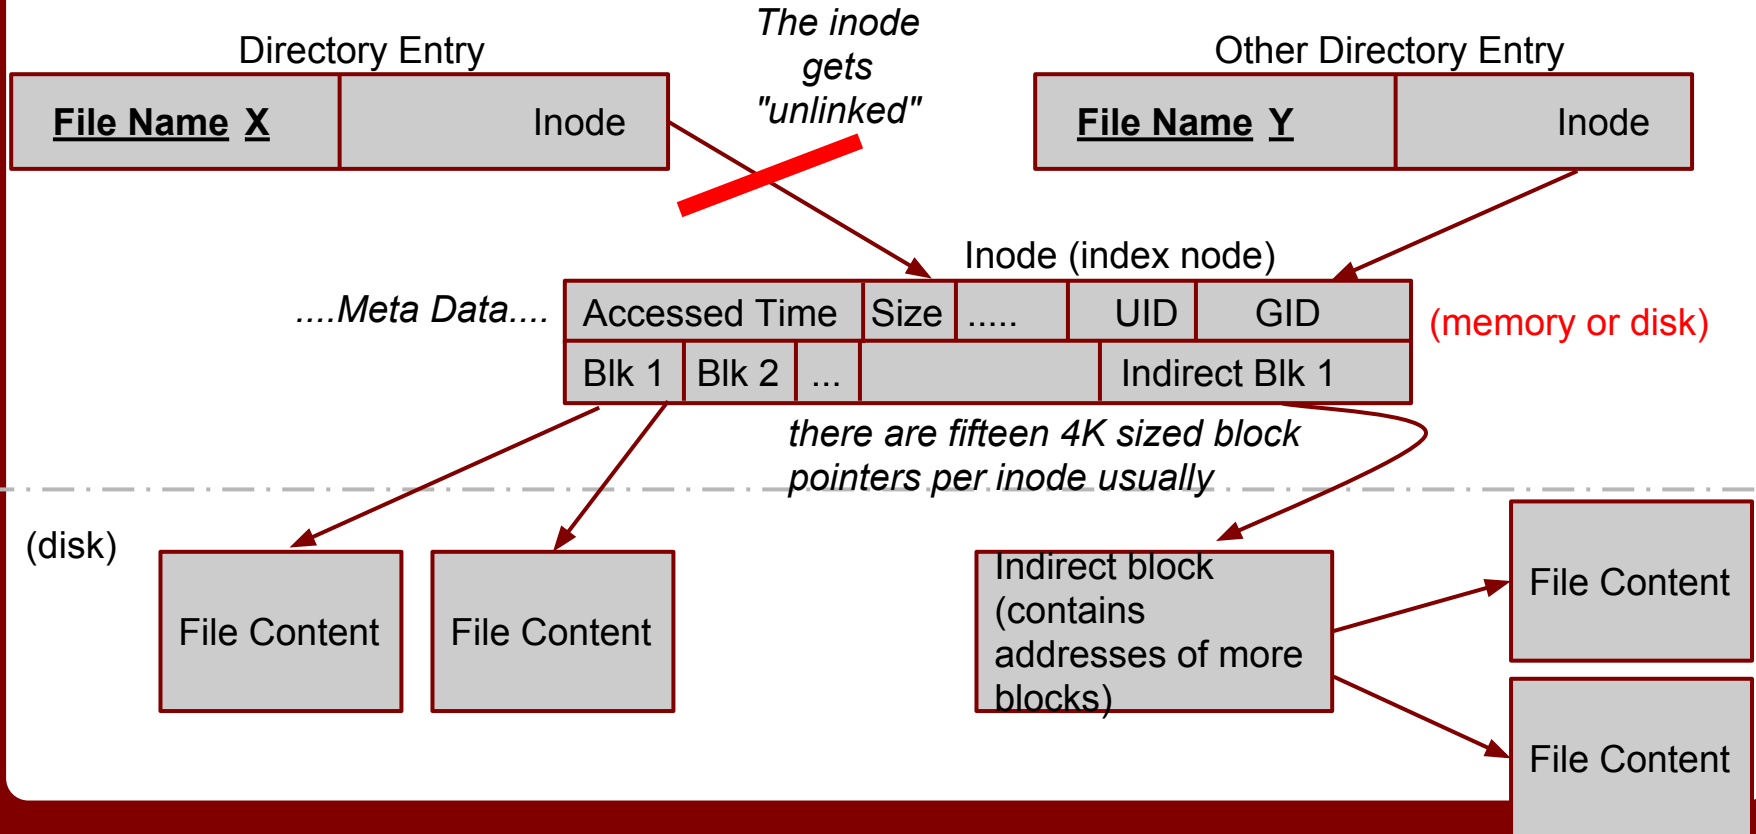 The inode
gets
"unlinked"
Directory Entry
Other Directory Entry
File Name X
Inode
File Name Y
Inode
Inode (index node)
....Meta Data....
Accessed Time
Size
.....
UID
GID
(memory or disk)
Blk 1
Blk 2
...
Indirect Blk 1
there are fifteen 4K sized block
pointers per inode usually
(disk)
File Content
File Content
Indirect block
(contains
addresses of more
blocks)
File Content
File Content